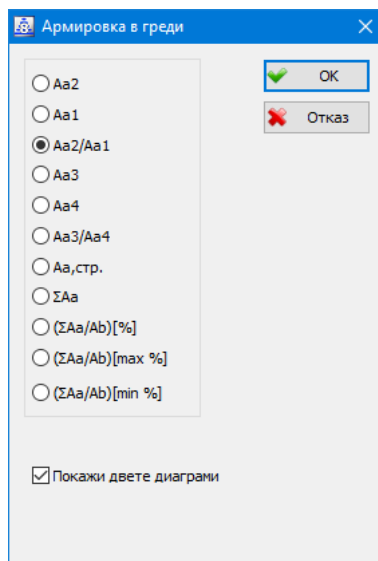 Армировка в греди
Aa2
OK
Aa1
Отказ
Aa2/Aa1
Aa3
Aa4
Aa3/Aa4
Aa,стр.
ΣAa
(ΣAa/Ab)[%]
(ΣAa/Ab)[max %]
(ΣAa/Ab)[min %]
Покажи двете диаграми